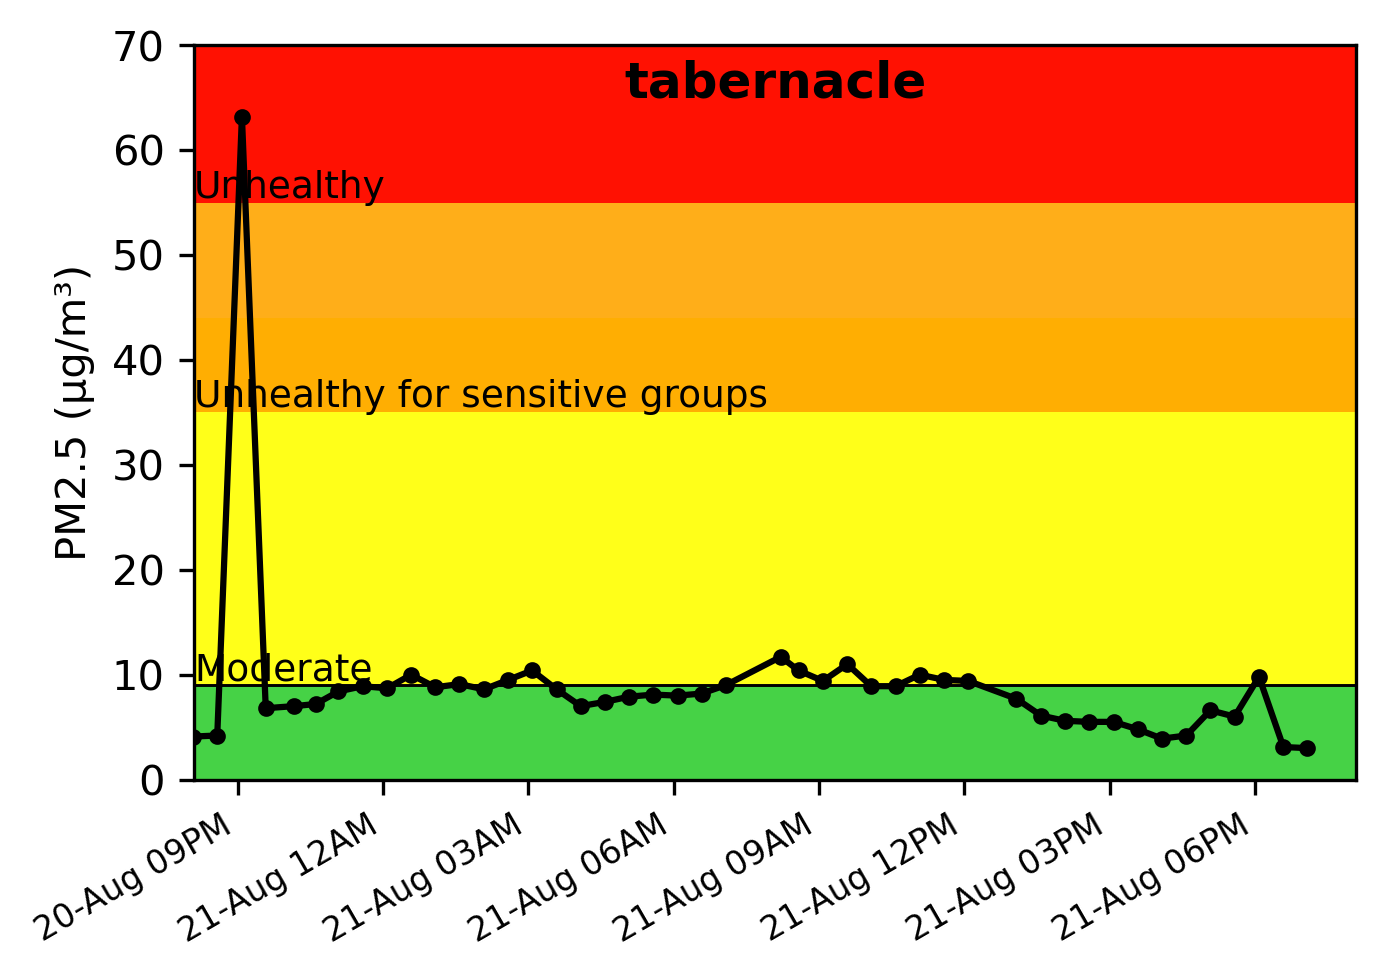 tabernacle
70
60
50
40
30
20
10
0
PM2.5 (µg/m³)
Unhealthy
Unhealthy for sensitive groups
Moderate
20-Aug 09PM
21-Aug 12AM
21-Aug 03AM
21-Aug 06AM
21-Aug 09AM
21-Aug 12PM
21-Aug 03PM
21-Aug 06PM